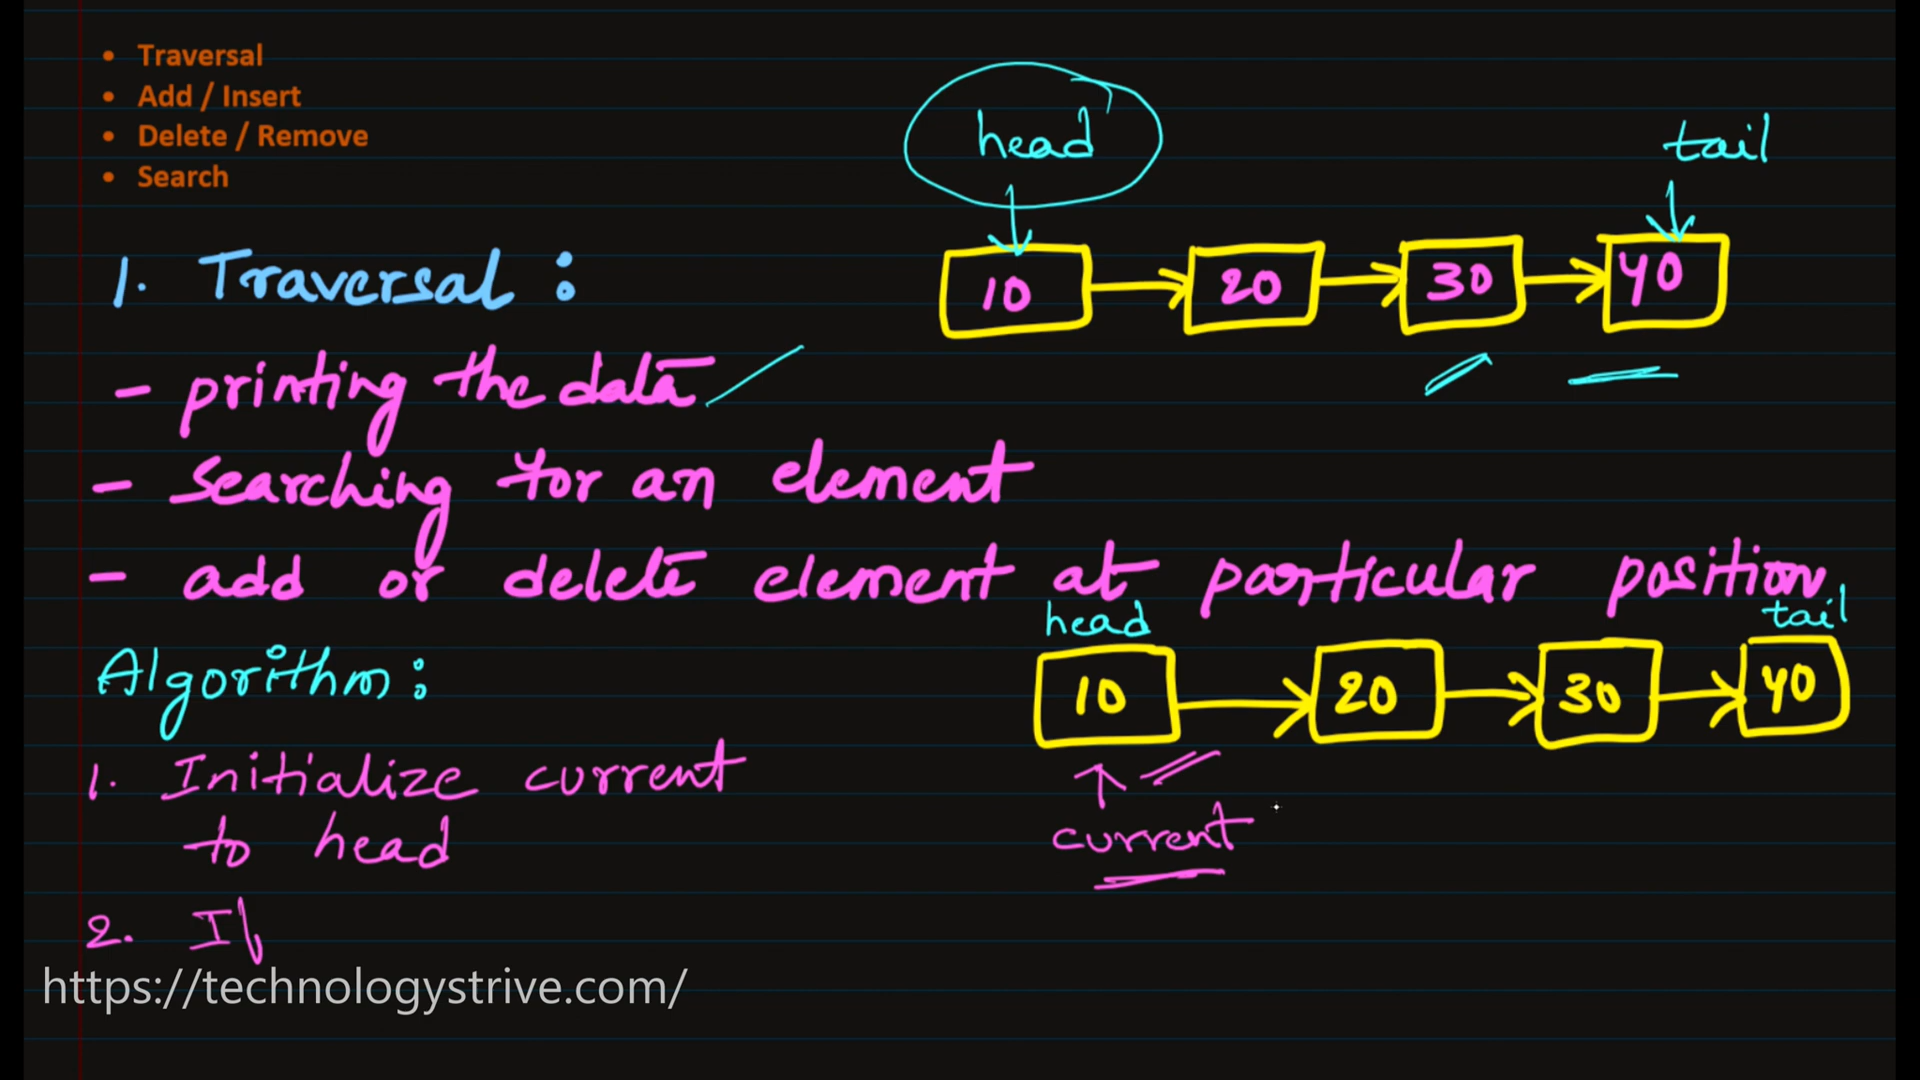 • Traversal
• Add / Insert
• Delete / Remove
• Search
head
tail
10 20 30 40
1. Traversal :
- printing the data
- searching for an element
- add or delete element at particular position
head
tail
Algorithm :
10 20 30 40
1. Initialize current
to head
current
2. If
https://technologystrive.com/